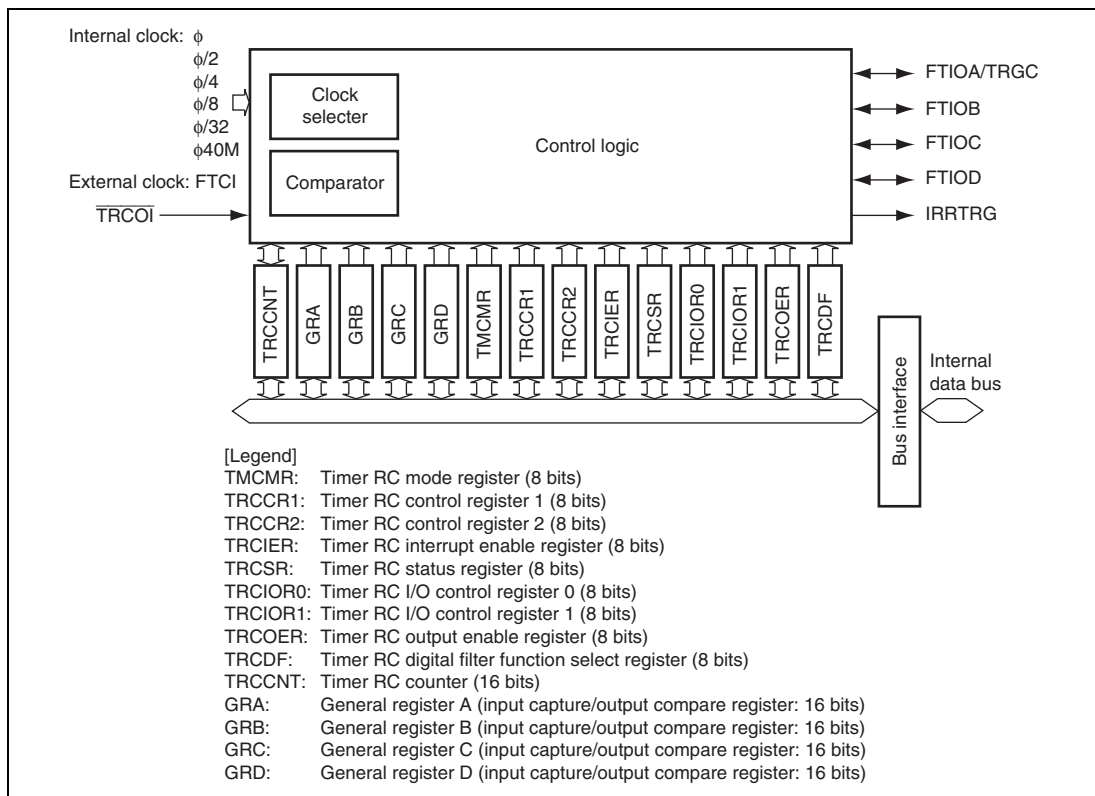 Internal clock: ϕ
ϕ/2
ϕ/4
ϕ/8
ϕ/32
ϕ40M
External clock: FTCI
TRCOI
Clock
selecter
Comparator
Control logic
FTIOA/TRGC
FTIOB
FTIOC
FTIOD
IRRTRG
TRCCNT
GRA
GRB
GRC
GRD
TMCMR
TRCCR1
TRCCR2
TRCIER
TRCSR
TRCIOR0
TRCIOR1
TRCOER
TRCDF
Bus interface
Internal
data bus
[Legend]
TMCMR: Timer RC mode register (8 bits)
TRCCR1: Timer RC control register 1 (8 bits)
TRCCR2: Timer RC control register 2 (8 bits)
TRCIER: Timer RC interrupt enable register (8 bits)
TRCSR: Timer RC status register (8 bits)
TRCIOR0: Timer RC I/O control register 0 (8 bits)
TRCIOR1: Timer RC I/O control register 1 (8 bits)
TRCOER: Timer RC output enable register (8 bits)
TRCDF: Timer RC digital filter function select register (8 bits)
TRCCNT: Timer RC counter (16 bits)
GRA: General register A (input capture/output compare register: 16 bits)
GRB: General register B (input capture/output compare register: 16 bits)
GRC: General register C (input capture/output compare register: 16 bits)
GRD: General register D (input capture/output compare register: 16 bits)